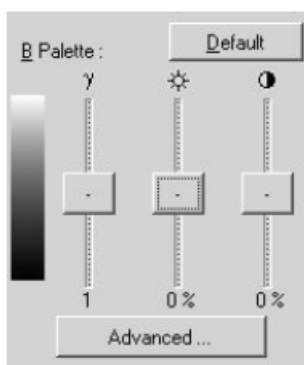 Default
B Palette :
γ
- - -
1 0 % 0 %
Advanced ...